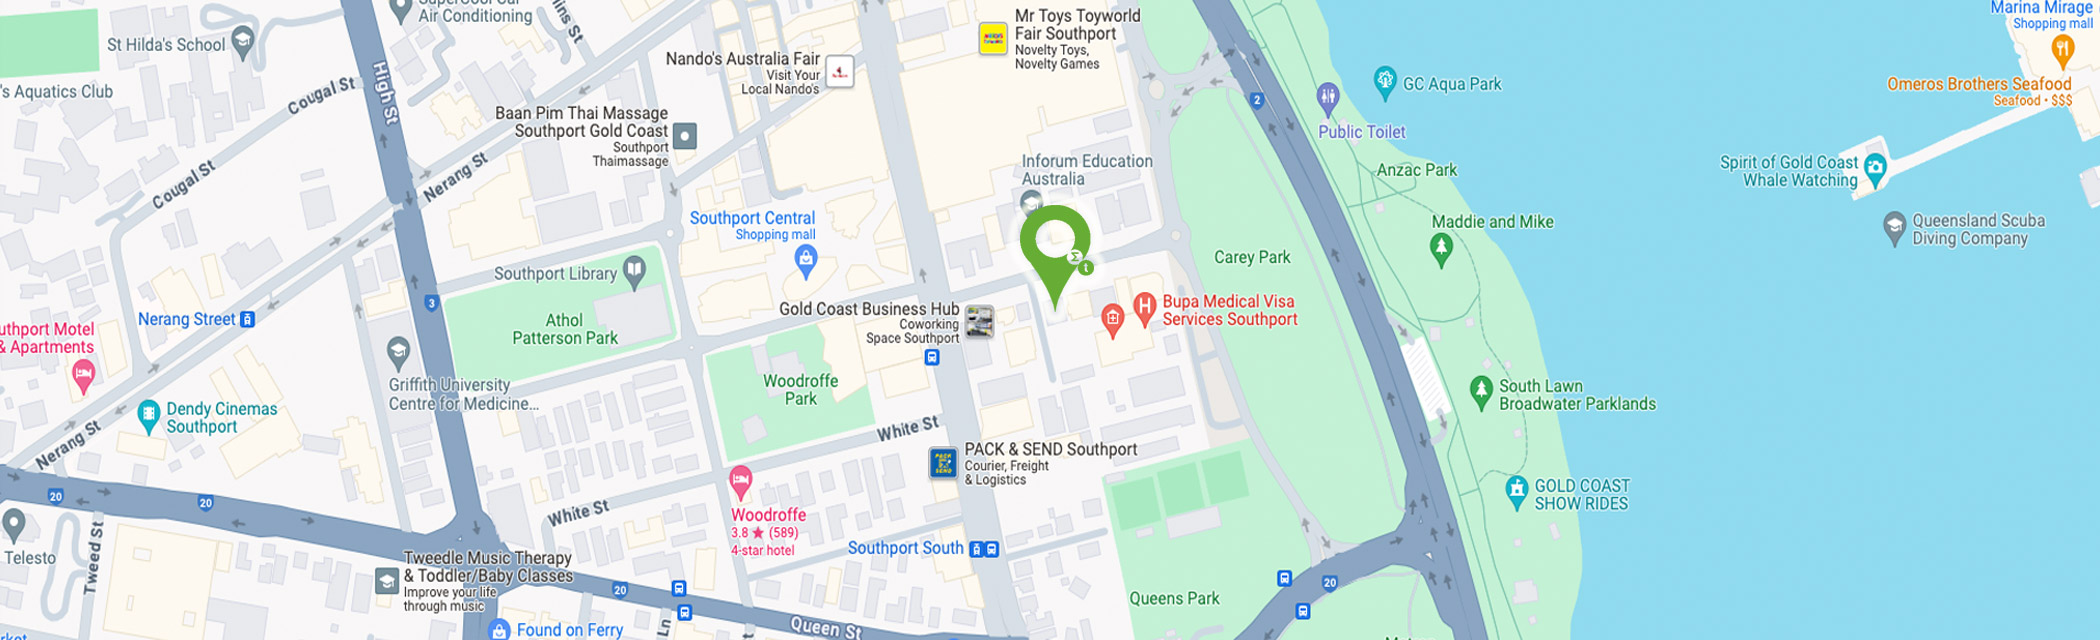 SuperCool Car
Air Conditioning
St Hilda's School
's Aquatics Club
Cougal St
High St
Nando's Australia Fair
Visit Your
Local Nando's
Mr Toys Toyworld
Fair Southport
Novelty Toys,
Novelty Games
Marina Mirage
Shopping mall
Omeros Brothers Seafood
Seafood • $$$
2
GC Aqua Park
Public Toilet
Anzac Park
Baan Pim Thai Massage
Southport Gold Coast
Southport
Thaimassage
Nerang St
Cougal St
Inforum Education
Australia
Spirit of Gold Coast
Whale Watching
Queensland Scuba
Diving Company
Maddie and Mike
Southport Central
Shopping mall
Carey Park
Southport Library
3
Nerang Street
uthport Motel
& Apartments
Athol
Patterson Park
Gold Coast Business Hub
Coworking
Space Southport
Bupa Medical Visa
Services Southport
Griffith University
Centre for Medicine...
Woodroffe
Park
South Lawn
Broadwater Parklands
Dendy Cinemas
Southport
Nerang St
White St
PACK & SEND Southport
Courier, Freight
& Logistics
PACK
SEND
GOLD COAST
SHOW RIDES
20
20
White St
Woodroffe
3.8 ★ (589)
4-star hotel
Southport South
Telesto
Tweed St
Tweedle Music Therapy
& Toddler/Baby Classes
Improve your life
through music
20
20
Queens Park
Found on Ferry
Ln
Queen St